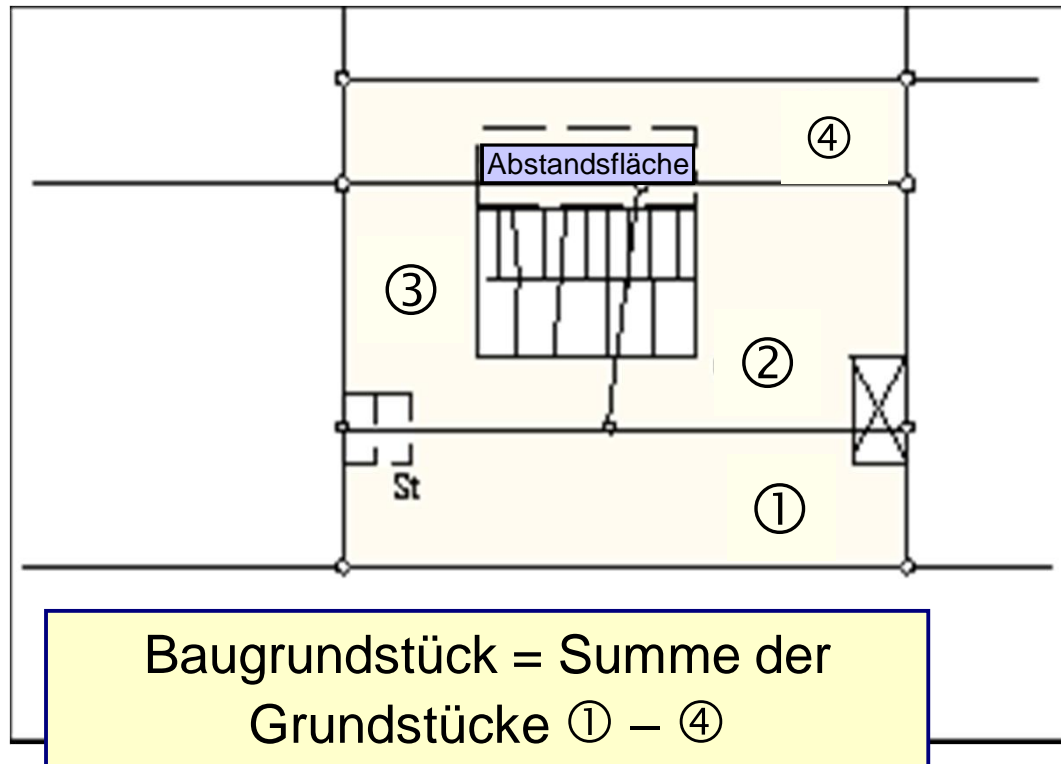 ④
Abstandsfläche
③
②
St
①
Baugrundstück = Summe der
Grundstücke ① – ④